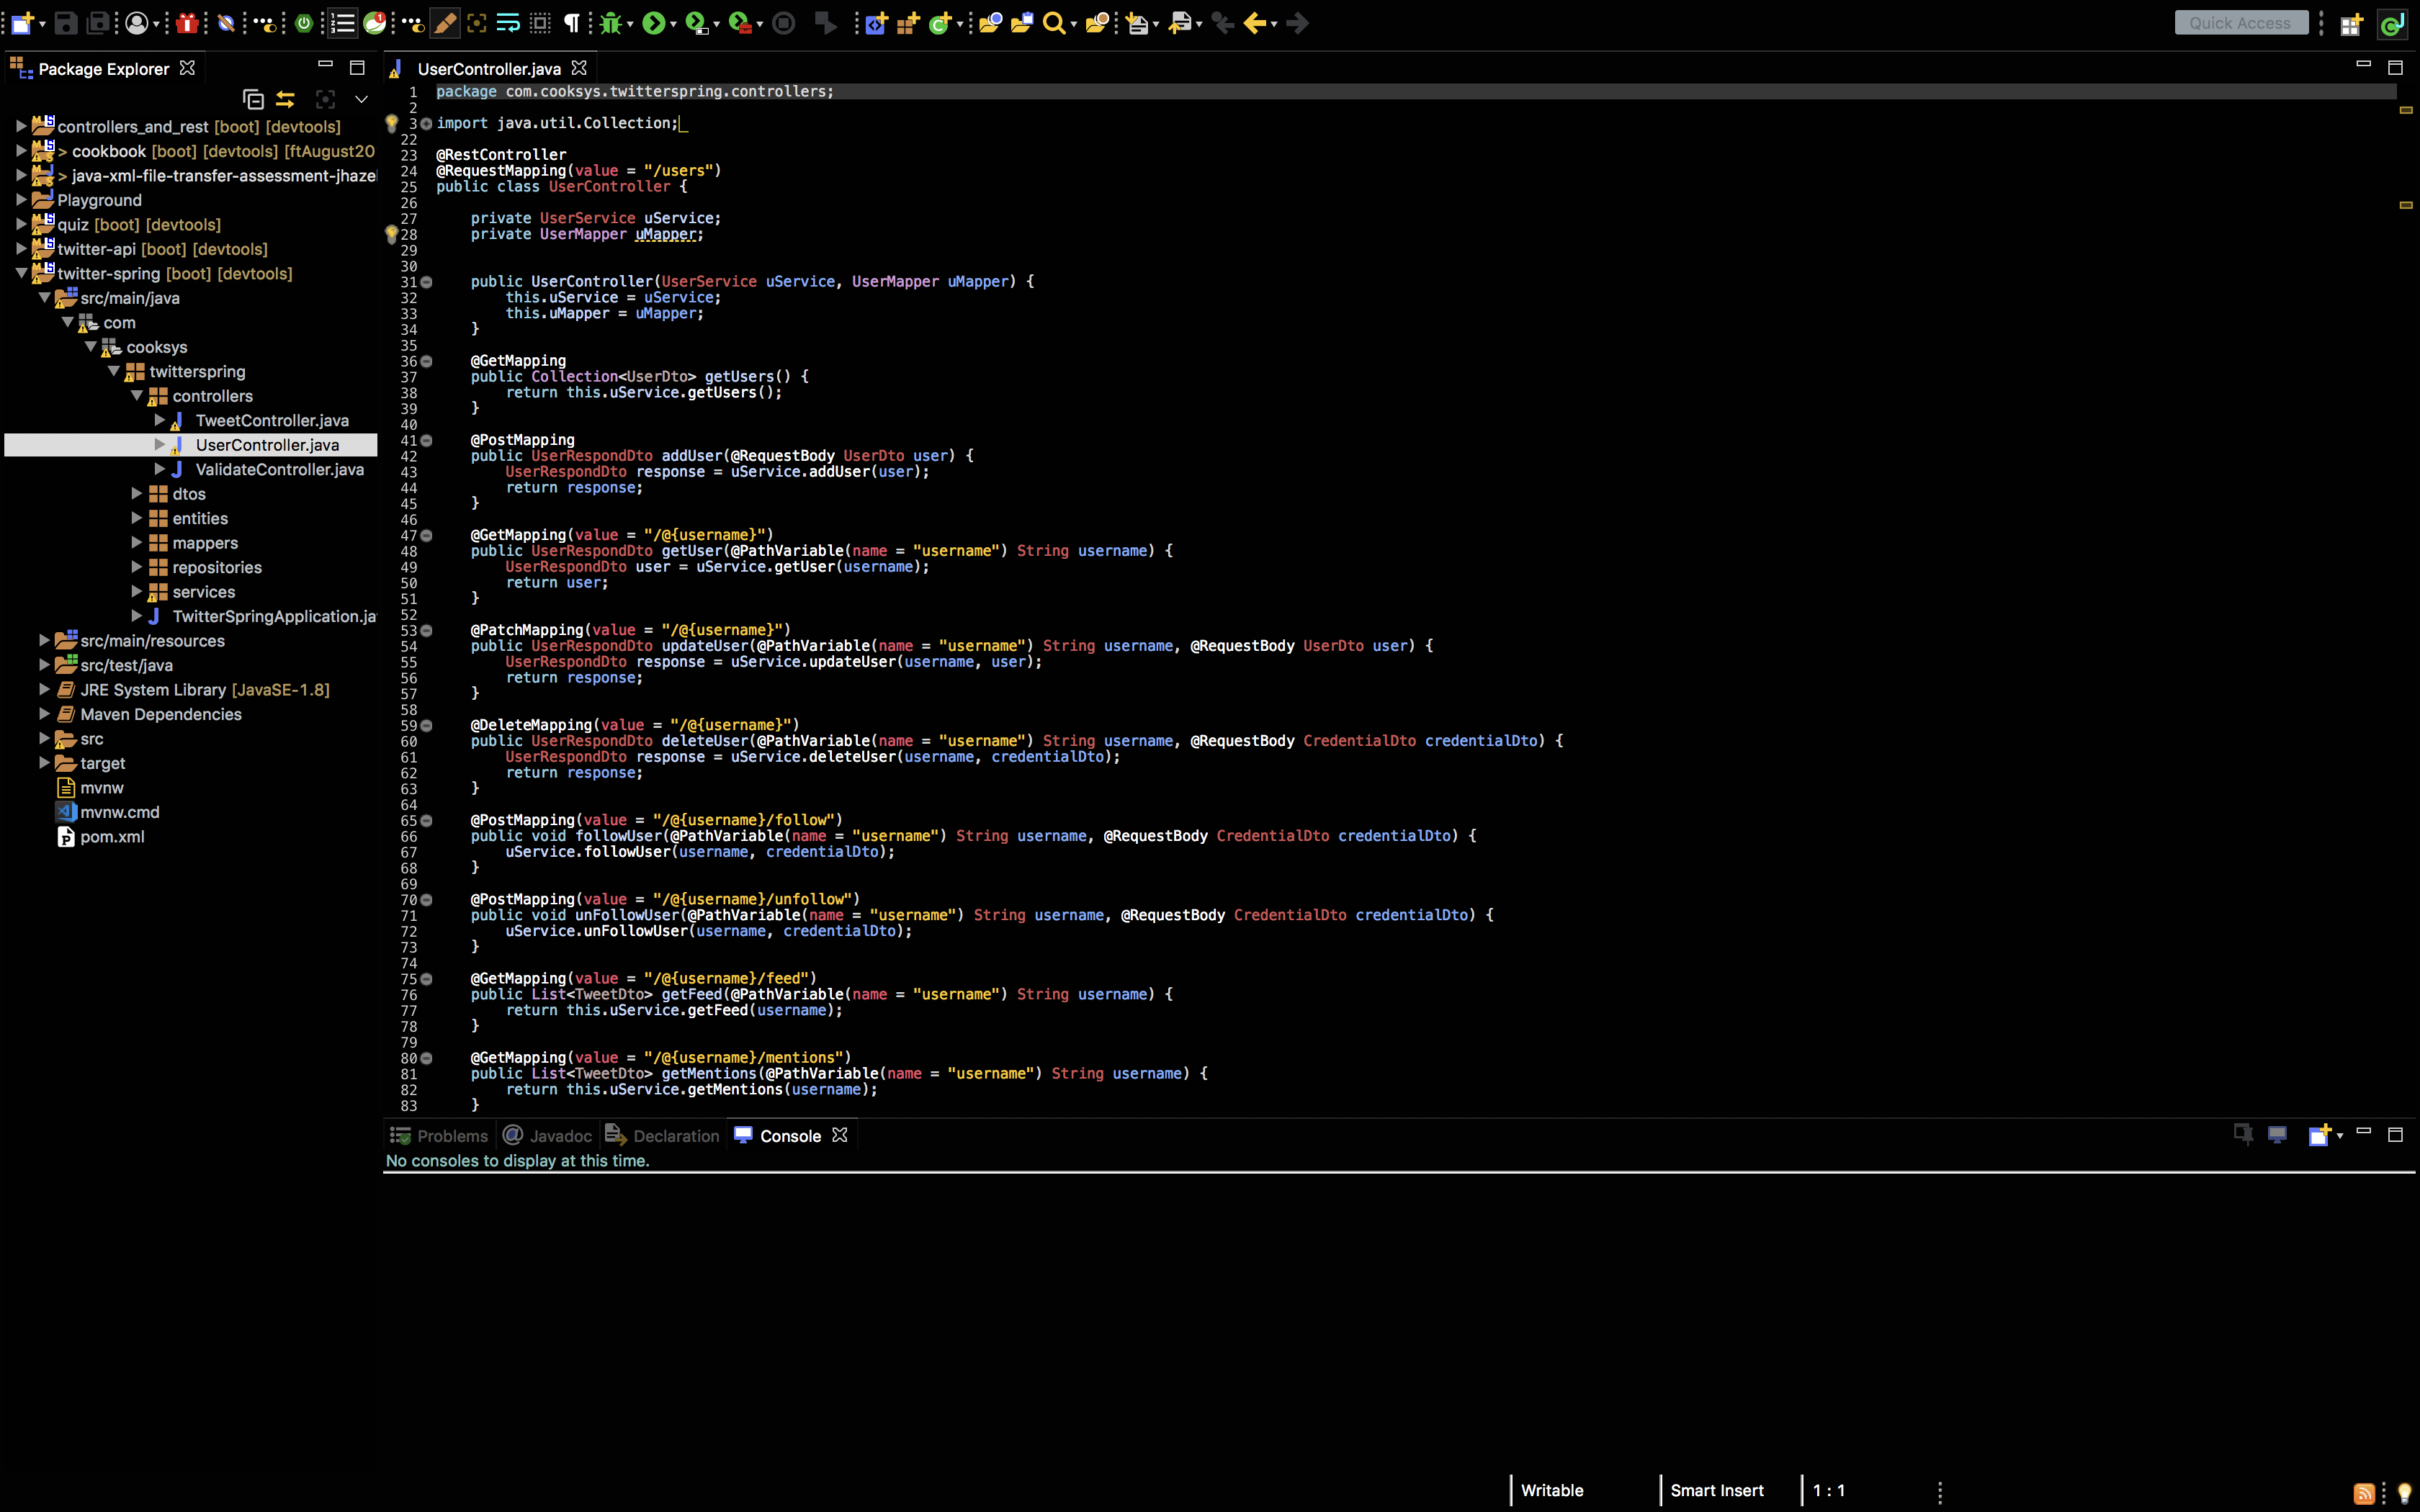 Quick Access
Package Explorer
controllers_and_rest [boot] [devtools]
> cookbook [boot] [devtools] [ftAugust20
> java-xml-file-transfer-assessment-jhaze
Playground
quiz [boot] [devtools]
twitter-api [boot] [devtools]
twitter-spring [boot] [devtools]
src/main/java
com
cooksys
twitterspring
controllers
TweetController.java
UserController.java
ValidateController.java
dtos
entities
mappers
repositories
services
TwitterSpringApplication.ja
src/main/resources
src/test/java
JRE System Library [JavaSE-1.8]
Maven Dependencies
src
target
mvnw
mvnw.cmd
pom.xml
UserController.java
1 package com.cooksys.twitterspring.controllers;
2
3 import java.util.Collection;
22
23 @RestController
24 @RequestMapping(value = "/users")
25 public class UserController {
26
27 private UserService uService;
28 private UserMapper uMapper;
29
30
31 public UserController(UserService uService, UserMapper uMapper) {
32 this.uService = uService;
33 this.uMapper = uMapper;
34 }
35
36 @GetMapping
37 public Collection<UserDto> getUsers() {
38 return this.uService.getUsers();
39 }
40
41 @PostMapping
42 public UserRespondDto addUser(@RequestBody UserDto user) {
43 UserRespondDto response = uService.addUser(user);
44 return response;
45 }
46
47 @GetMapping(value = "/@{username}")
48 public UserRespondDto getUser(@PathVariable(name = "username") String username) {
49 UserRespondDto user = uService.getUser(username);
50 return user;
51 }
52
53 @PatchMapping(value = "/@{username}")
54 public UserRespondDto updateUser(@PathVariable(name = "username") String username, @RequestBody UserDto user) {
55 UserRespondDto response = uService.updateUser(username, user);
56 return response;
57 }
58
59 @DeleteMapping(value = "/@{username}")
60 public UserRespondDto deleteUser(@PathVariable(name = "username") String username, @RequestBody CredentialDto credentialDto) {
61 UserRespondDto response = uService.deleteUser(username, credentialDto);
62 return response;
63 }
64
65 @PostMapping(value = "/@{username}/follow")
66 public void followUser(@PathVariable(name = "username") String username, @RequestBody CredentialDto credentialDto) {
67 uService.followUser(username, credentialDto);
68 }
69
70 @PostMapping(value = "/@{username}/unfollow")
71 public void unFollowUser(@PathVariable(name = "username") String username, @RequestBody CredentialDto credentialDto) {
72 uService.unFollowUser(username, credentialDto);
73 }
74
75 @GetMapping(value = "/@{username}/feed")
76 public List<TweetDto> getFeed(@PathVariable(name = "username") String username) {
77 return this.uService.getFeed(username);
78 }
79
80 @GetMapping(value = "/@{username}/mentions")
81 public List<TweetDto> getMentions(@PathVariable(name = "username") String username) {
82 return this.uService.getMentions(username);
83 }
Problems @ Javadoc Declaration Console
No consoles to display at this time.
Writable Smart Insert 1 : 1